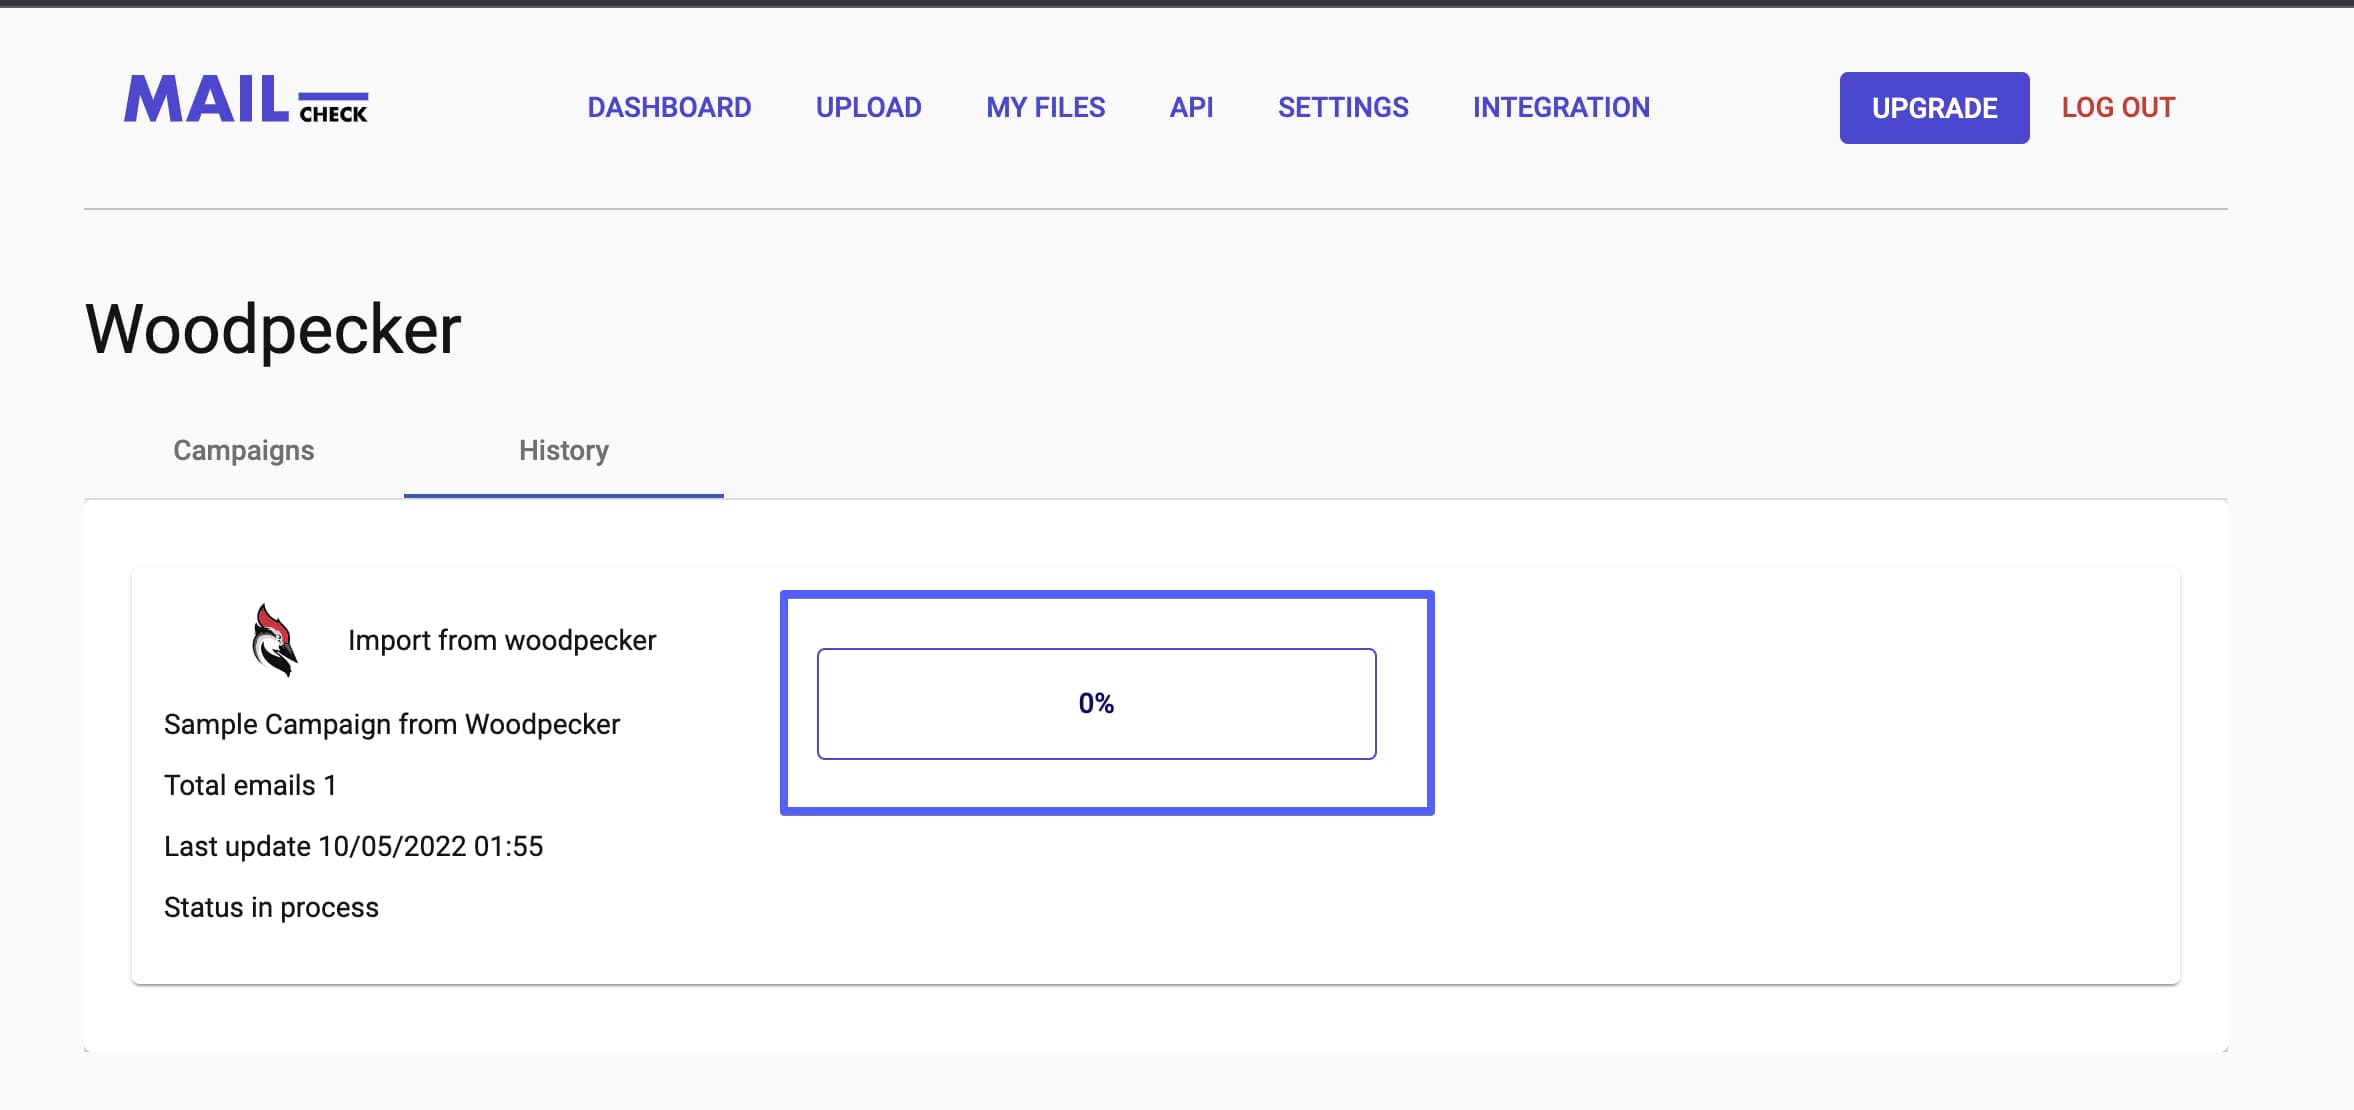 MAIL CHECK
DASHBOARD UPLOAD MY FILES API SETTINGS INTEGRATION UPGRADE LOG OUT
Woodpecker
Campaigns History
Import from woodpecker
0%
Sample Campaign from Woodpecker
Total emails 1
Last update 10/05/2022 01:55
Status in process